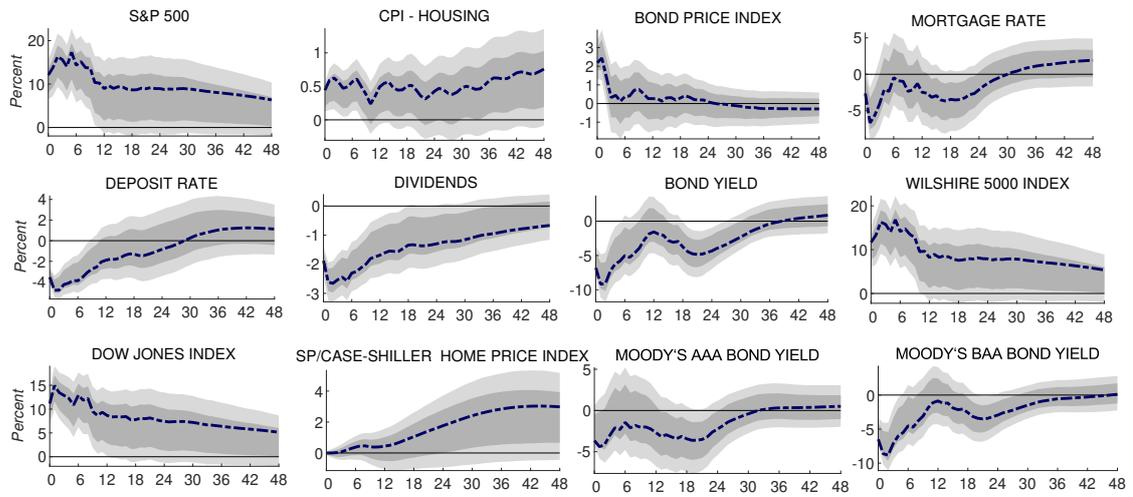 S&P 500
CPI - HOUSING
BOND PRICE INDEX
MORTGAGE RATE
Percent
20
10
0
1
0.5
0
3
2
1
0
-1
5
0
-5
0 6 12 18 24 30 36 42 48
0 6 12 18 24 30 36 42 48
0 6 12 18 24 30 36 42 48
0 6 12 18 24 30 36 42 48
DEPOSIT RATE
DIVIDENDS
BOND YIELD
WILSHIRE 5000 INDEX
Percent
4
2
0
-2
-4
0
-1
-2
-3
0
-5
-10
20
10
0
0 6 12 18 24 30 36 42 48
0 6 12 18 24 30 36 42 48
0 6 12 18 24 30 36 42 48
0 6 12 18 24 30 36 42 48
DOW JONES INDEX
SP/CASE-SHILLER HOME PRICE INDEX
MOODY'S AAA BOND YIELD
MOODY'S BAA BOND YIELD
Percent
15
10
5
0
4
2
0
5
0
-5
0
-5
-10
0 6 12 18 24 30 36 42 48
0 6 12 18 24 30 36 42 48
0 6 12 18 24 30 36 42 48
0 6 12 18 24 30 36 42 48